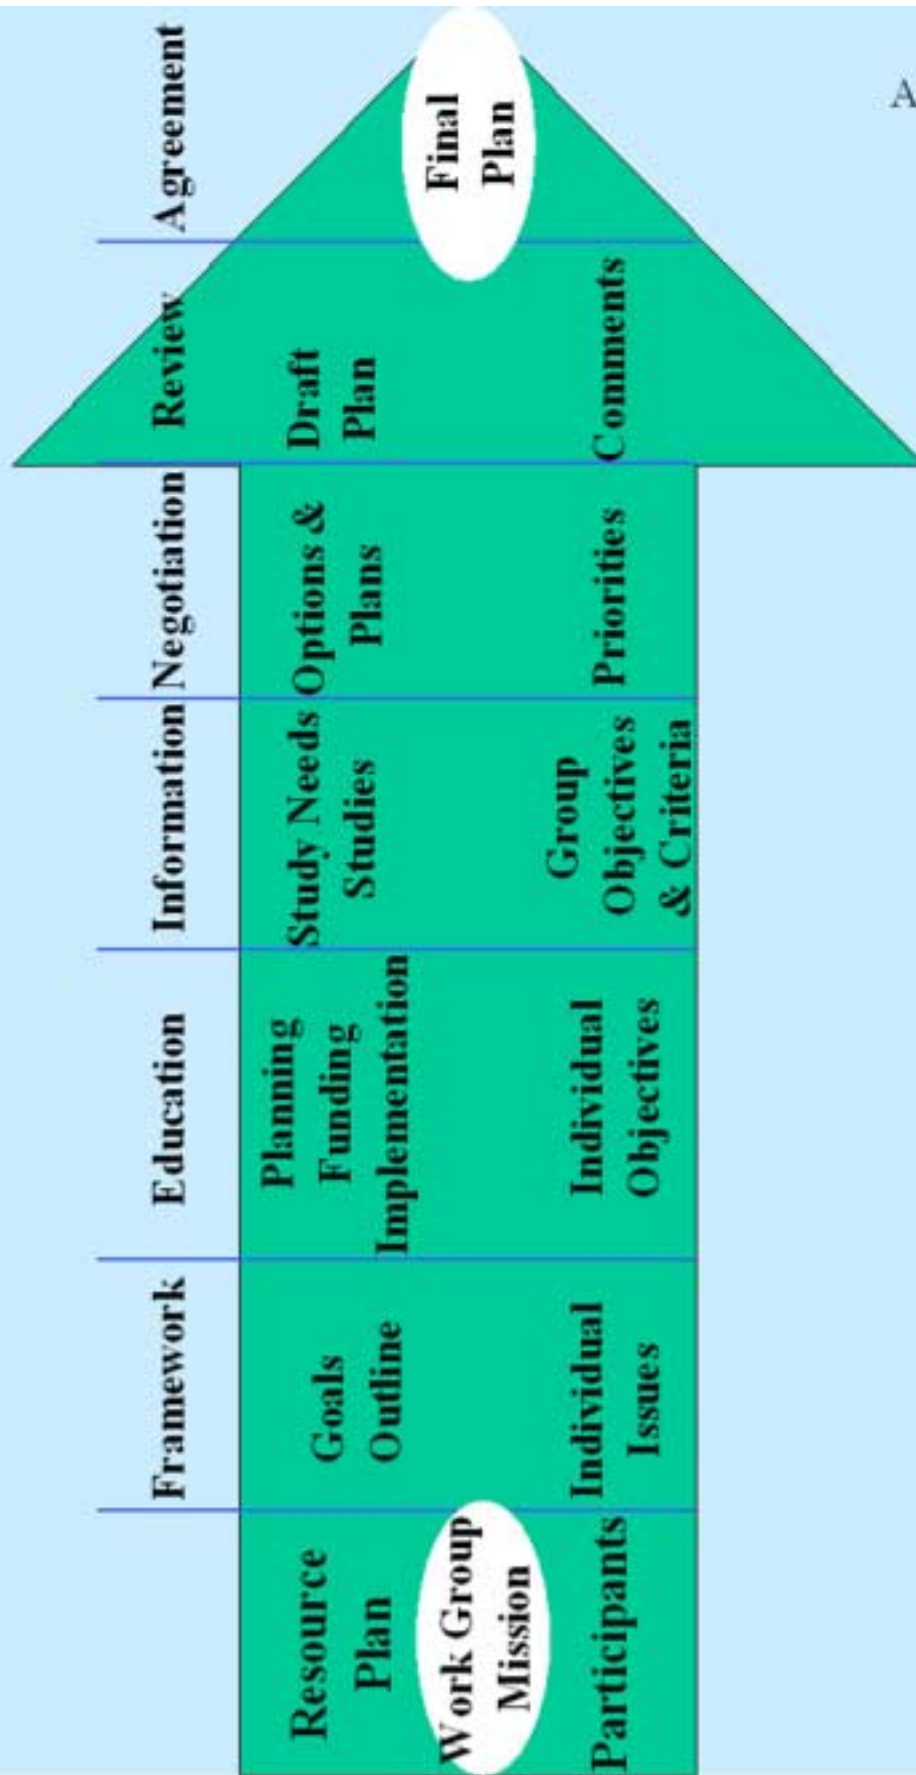 Framework
Education
Information
Negotiation
Review
Agreement
Resource
Plan
Goals
Outline
Planning
Funding
Implementation
Study Needs
Studies
Options &
Plans
Draft
Plan
Work Group
Mission
Final
Plan
Participants
Individual
Issues
Individual
Objectives
Group
Objectives
& Criteria
Priorities
Comments
A